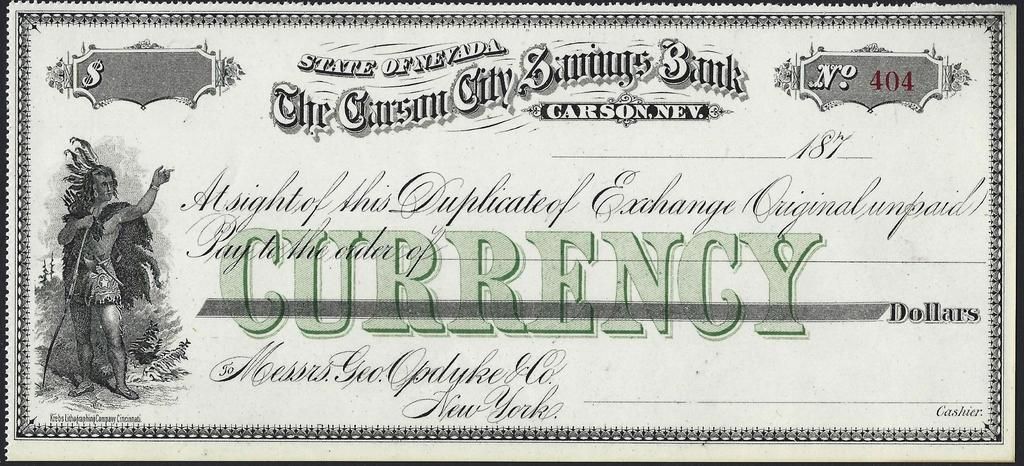 STATE OF NEVADA
$ The Carson City Savings Bank No 404
CARSON, NEV.
187
At sight of this Duplicate of Exchange (Original unpaid)
Pay to the order of
CURRENCY
Dollars
To Messrs. Geo. Opdyke & Co.
New York.
Cashier.
Krebs Lithographing Company, Cincinnati